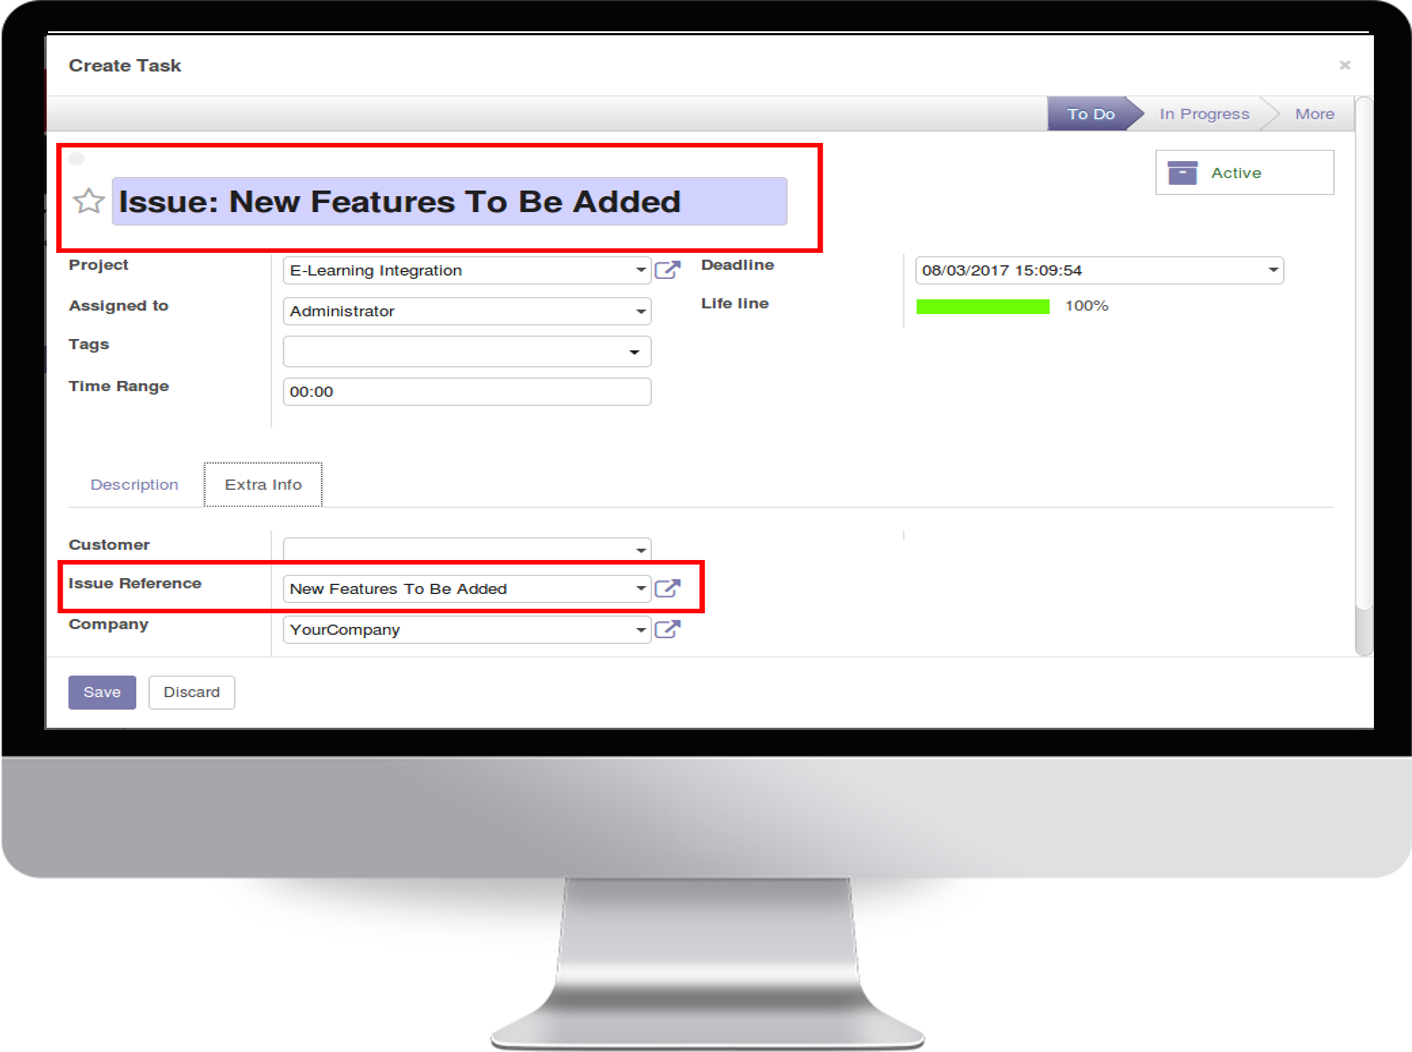 Create Task
×
To Do
In Progress
More
Active
Issue: New Features To Be Added
Project
E-Learning Integration
Deadline
08/03/2017 15:09:54
Assigned to
Administrator
Life line
100%
Tags
Time Range
00:00
Description
Extra Info
Customer
Issue Reference
New Features To Be Added
Company
YourCompany
Save
Discard